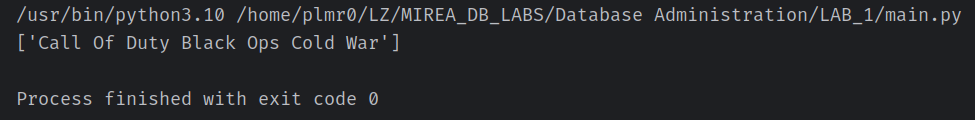 /usr/bin/python3.10 /home/plmr0/LZ/MIREA_DB_LABS/Database Administration/LAB_1/main.py
['Call Of Duty Black Ops Cold War']
Process finished with exit code 0